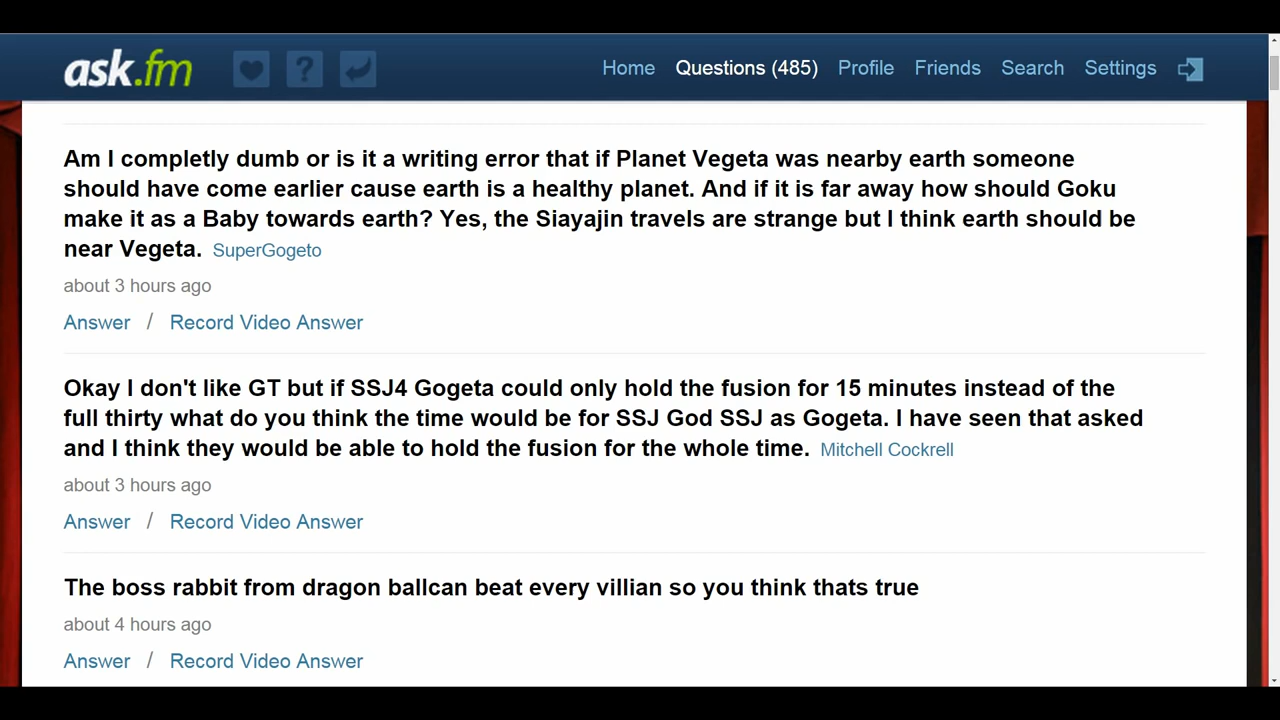 ask.fm ? Home Questions (485) Profile Friends Search Settings
Am I completly dumb or is it a writing error that if Planet Vegeta was nearby earth someone
should have come earlier cause earth is a healthy planet. And if it is far away how should Goku
make it as a Baby towards earth? Yes, the Siayajin travels are strange but I think earth should be
near Vegeta. SuperGogeto
about 3 hours ago
Answer / Record Video Answer
Okay I don't like GT but if SSJ4 Gogeta could only hold the fusion for 15 minutes instead of the
full thirty what do you think the time would be for SSJ God SSJ as Gogeta. I have seen that asked
and I think they would be able to hold the fusion for the whole time. Mitchell Cockrell
about 3 hours ago
Answer / Record Video Answer
The boss rabbit from dragon ballcan beat every villian so you think thats true
about 4 hours ago
Answer / Record Video Answer